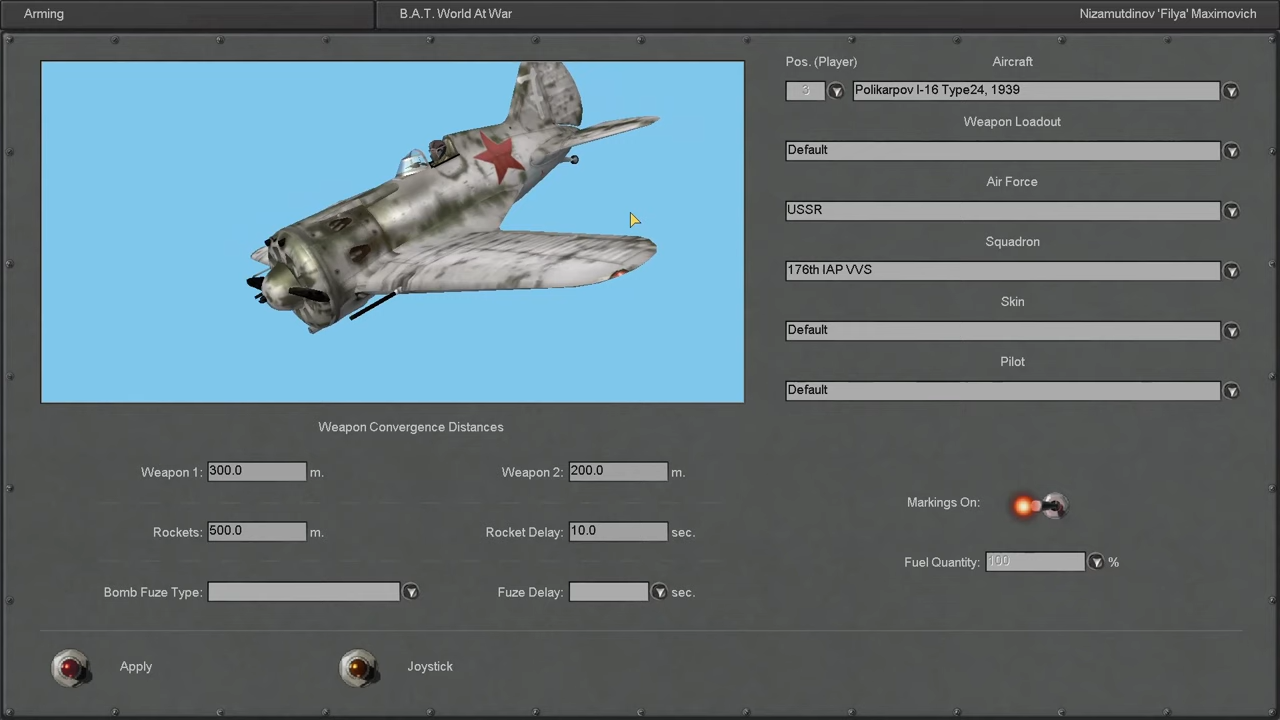 Arming
B.A.T. World At War
Nizamutdinov 'Filya' Maximovich
Pos. (Player)
Aircraft
3
Polikarpov I-16 Type24, 1939
Weapon Loadout
Default
Air Force
USSR
Squadron
176th IAP VVS
Skin
Default
Pilot
Default
Weapon Convergence Distances
Weapon 1: 300.0 m.
Weapon 2: 200.0 m.
Rockets: 500.0 m.
Rocket Delay: 10.0 sec.
Bomb Fuze Type:
Fuze Delay: sec.
Markings On:
Fuel Quantity: 100 %
Apply
Joystick